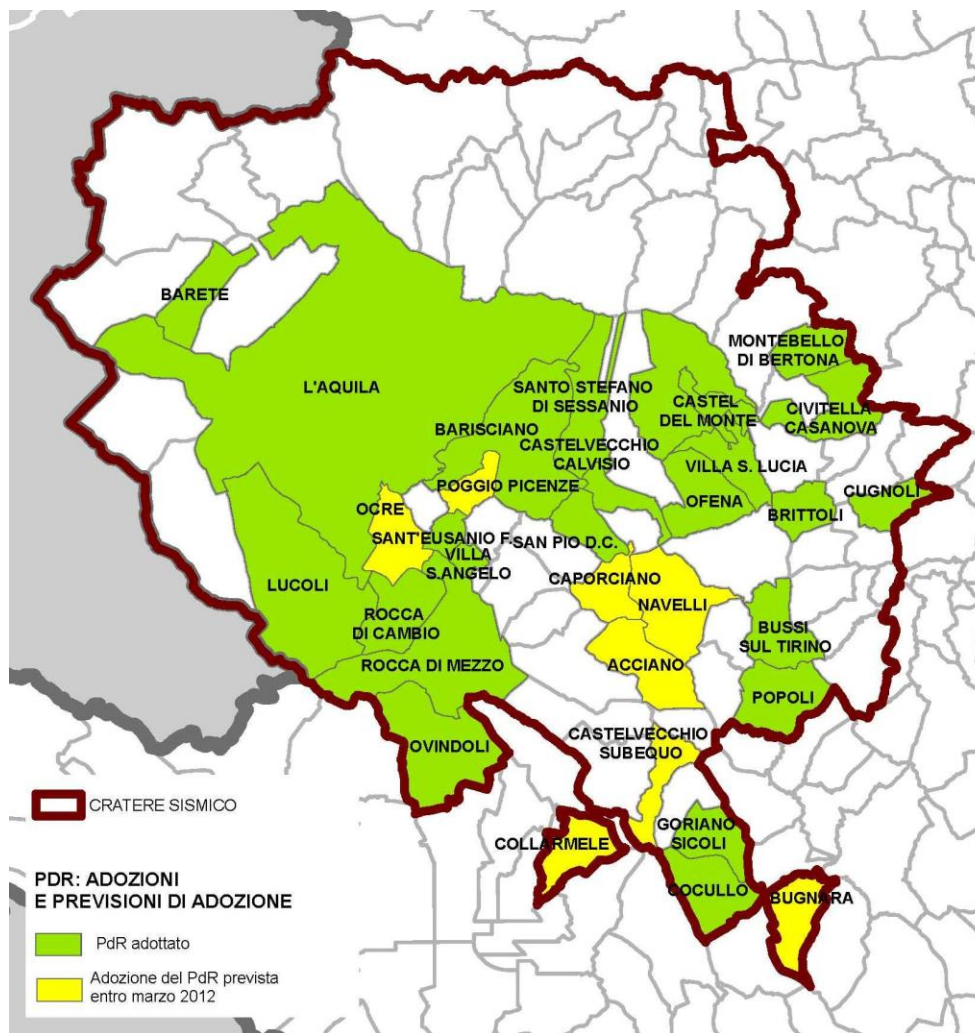 BARETE
MONTEBELLO
DI BERTONA
L'AQUILA
SANTO STEFANO
DI SESSANIO
CASTEL
DEL MONTE
CIVITELLA
CASANOVA
BARISCIANO
CASTELVECCHIO
CALVISIO
VILLA S. LUCIA
POGGIO PICENZE
OFENA
CUGNOLI
BRITTOLI
OCRE
SANT'EUSANIO F.
SAN PIO D.C.
VILLA
S.ANGELO
LUCOLI
CAPORCIANO
NAVELLI
ROCCA
DI CAMBIO
BUSSI
SUL TIRINO
ROCCA DI MEZZO
ACCIANO
POPOLI
OVINDOLI
CASTELVECCHIO
SUBEQUO
GORIANO
SICOLI
COLLARMELE
COCULLO
BUGNARA
CRATERE SISMICO
PDR: ADOZIONI
E PREVISIONI DI ADOZIONE
PdR adottato
Adozione del PdR prevista
entro marzo 2012